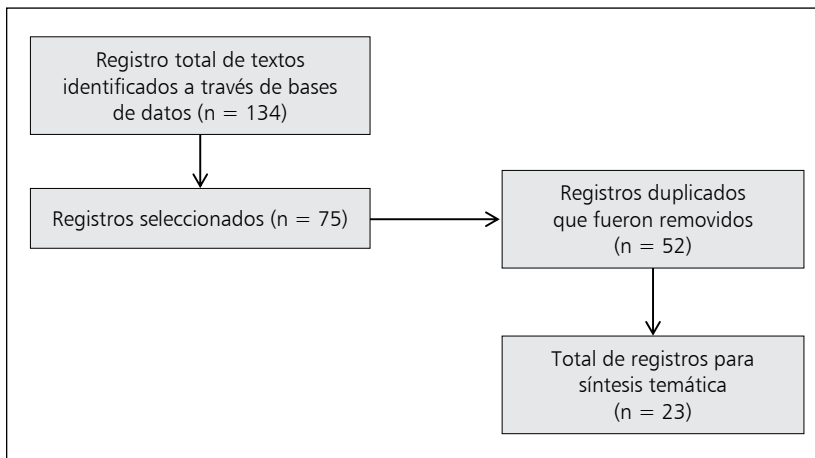 Registro total de textos
identificados a través de bases
de datos (n = 134)
Registros seleccionados (n = 75)
Registros duplicados
que fueron removidos
(n = 52)
Total de registros para
síntesis temática
(n = 23)